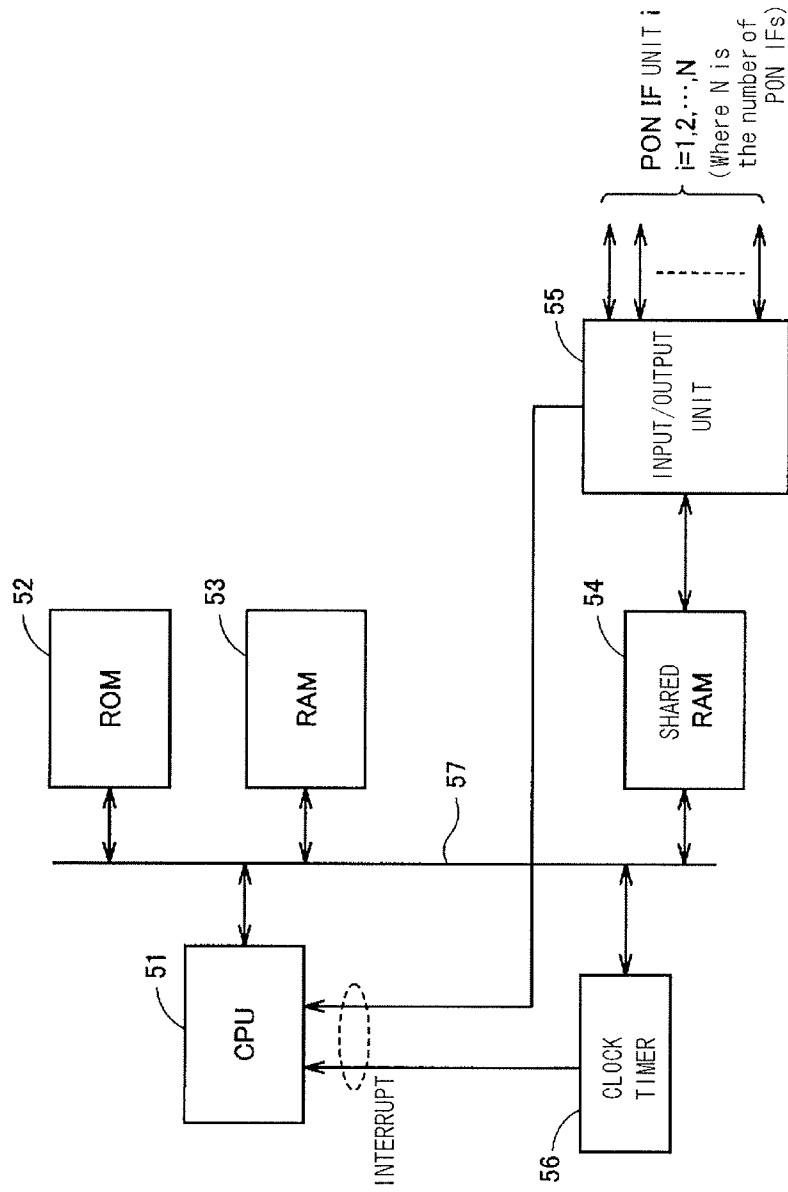 51
CPU
INTERRUPT
56
CLOCK
TIMER
52
ROM
53
RAM
57
54
SHARED
RAM
55
INPUT/OUTPUT
UNIT
PON IF UNIT i
i=1,2,⋯,N
(Where N is
the number of
PON IFs)